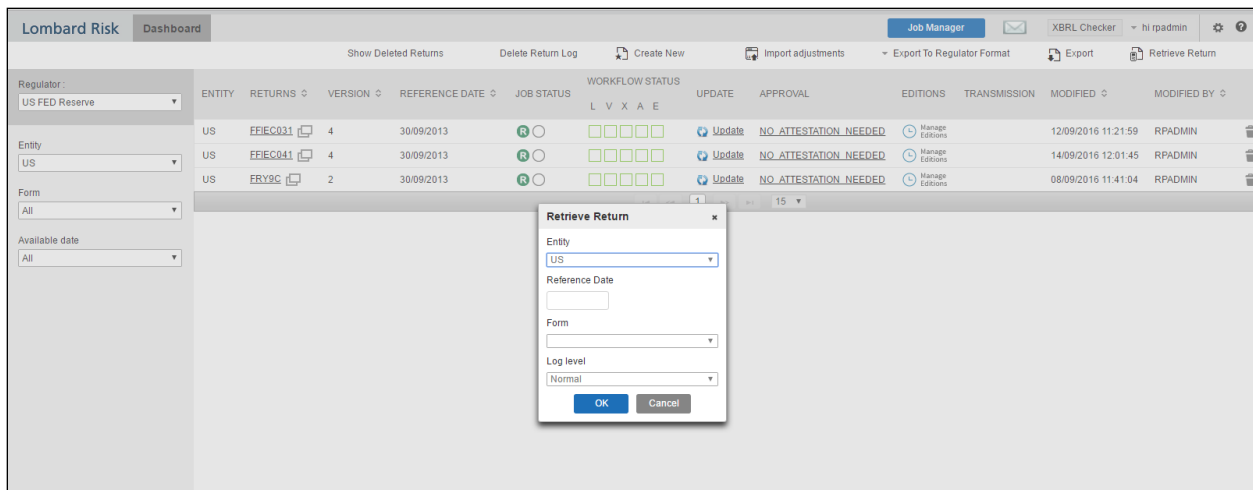 Lombard Risk Dashboard Job Manager XBRL Checker hi rpadmin
Show Deleted Returns Delete Return Log Create New Import adjustments Export To Regulator Format Export Retrieve Return
Regulator :
US FED Reserve
Entity
US
Form
All
Available date
All
ENTITY RETURNS VERSION REFERENCE DATE JOB STATUS WORKFLOW STATUS UPDATE APPROVAL EDITIONS TRANSMISSION MODIFIED MODIFIED BY
L V X A E
US FFIEC031 4 30/09/2013 R Update NO_ATTESTATION_NEEDED Manage Editions 12/09/2016 11:21:59 RPADMIN
US FFIEC041 4 30/09/2013 R Update NO_ATTESTATION_NEEDED Manage Editions 14/09/2016 12:01:45 RPADMIN
US FRY9C 2 30/09/2013 R Update NO_ATTESTATION_NEEDED Manage Editions 08/09/2016 11:41:04 RPADMIN
1 15
Retrieve Return
Entity
US
Reference Date
Form
Log level
Normal
OK Cancel